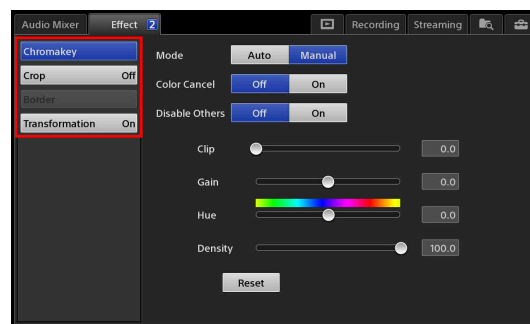 Audio Mixer Effect 2 Recording Streaming
Chromakey
Mode Auto Manual
Crop Off
Color Cancel Off On
Border
Disable Others Off On
Transformation On
Clip 0.0
Gain 0.0
Hue 0.0
Density 100.0
Reset